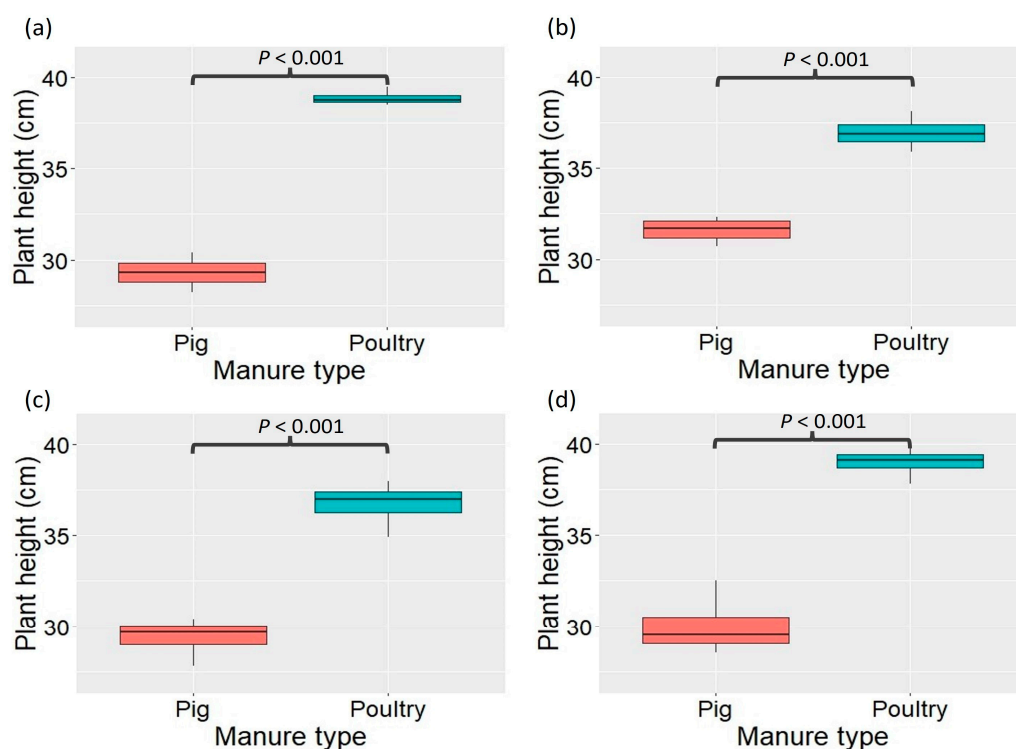 (a)
P < 0.001
40
35
30
Plant height (cm)
Pig Poultry
Manure type
(b)
P < 0.001
40
35
30
Plant height (cm)
Pig Poultry
Manure type
(c)
P < 0.001
40
35
30
Plant height (cm)
Pig Poultry
Manure type
(d)
P < 0.001
40
35
30
Plant height (cm)
Pig Poultry
Manure type